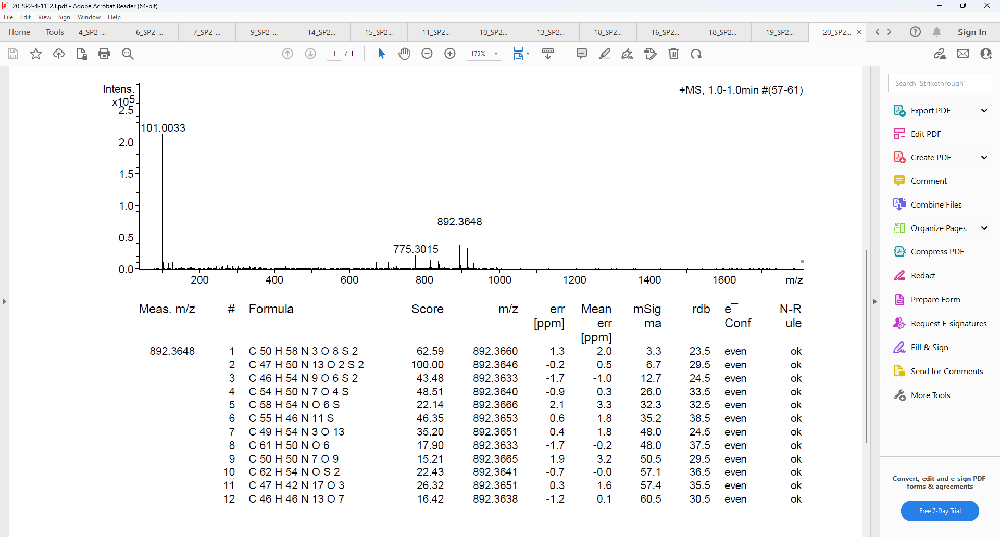 20_SP2-4-11_23.pdf - Adobe Acrobat Reader (64-bit)
File Edit View Sign Window Help
Home Tools 4_SP2-... 6_SP2-... 7_SP2-... 9_SP2-... 14_SP2... 15_SP2... 11_SP2... 10_SP2... 13_SP2... 18_SP2... 16_SP2... 18_SP2... 19_SP2... 20_SP2... Sign In
1 / 1 175%
Search 'Strikethrough'
Export PDF
Edit PDF
Create PDF
Comment
Combine Files
Organize Pages
Compress PDF
Redact
Prepare Form
Request E-signatures
Fill & Sign
Send for Comments
More Tools
Convert, edit and e-sign PDF
forms & agreements
Free 7-Day Trial
Intens.
x10⁵
+MS, 1.0-1.0min #(57-61)
2.5
101.0033
2.0
1.5
1.0
892.3648
0.5
775.3015
0.0
200 400 600 800 1000 1200 1400 1600 m/z
Meas. m/z # Formula Score m/z err Mean mSig rdb e⁻ N-R
[ppm] err ma Conf ule
[ppm]
892.3648 1 C 50 H 58 N 3 O 8 S 2 62.59 892.3660 1.3 2.0 3.3 23.5 even ok
2 C 47 H 50 N 13 O 2 S 2 100.00 892.3646 -0.2 0.5 6.7 29.5 even ok
3 C 46 H 54 N 9 O 6 S 2 43.48 892.3633 -1.7 -1.0 12.7 24.5 even ok
4 C 54 H 50 N 7 O 4 S 48.51 892.3640 -0.9 0.3 26.0 33.5 even ok
5 C 58 H 54 N O 6 S 22.14 892.3666 2.1 3.3 32.3 32.5 even ok
6 C 55 H 46 N 11 S 46.35 892.3653 0.6 1.8 35.2 38.5 even ok
7 C 49 H 54 N 3 O 13 35.20 892.3651 0.4 1.8 48.0 24.5 even ok
8 C 61 H 50 N O 6 17.90 892.3633 -1.7 -0.2 48.0 37.5 even ok
9 C 50 H 50 N 7 O 9 15.21 892.3665 1.9 3.2 50.5 29.5 even ok
10 C 62 H 54 N O S 2 22.43 892.3641 -0.7 -0.0 57.1 36.5 even ok
11 C 47 H 42 N 17 O 3 26.32 892.3651 0.3 1.6 57.4 35.5 even ok
12 C 46 H 46 N 13 O 7 16.42 892.3638 -1.2 0.1 60.5 30.5 even ok